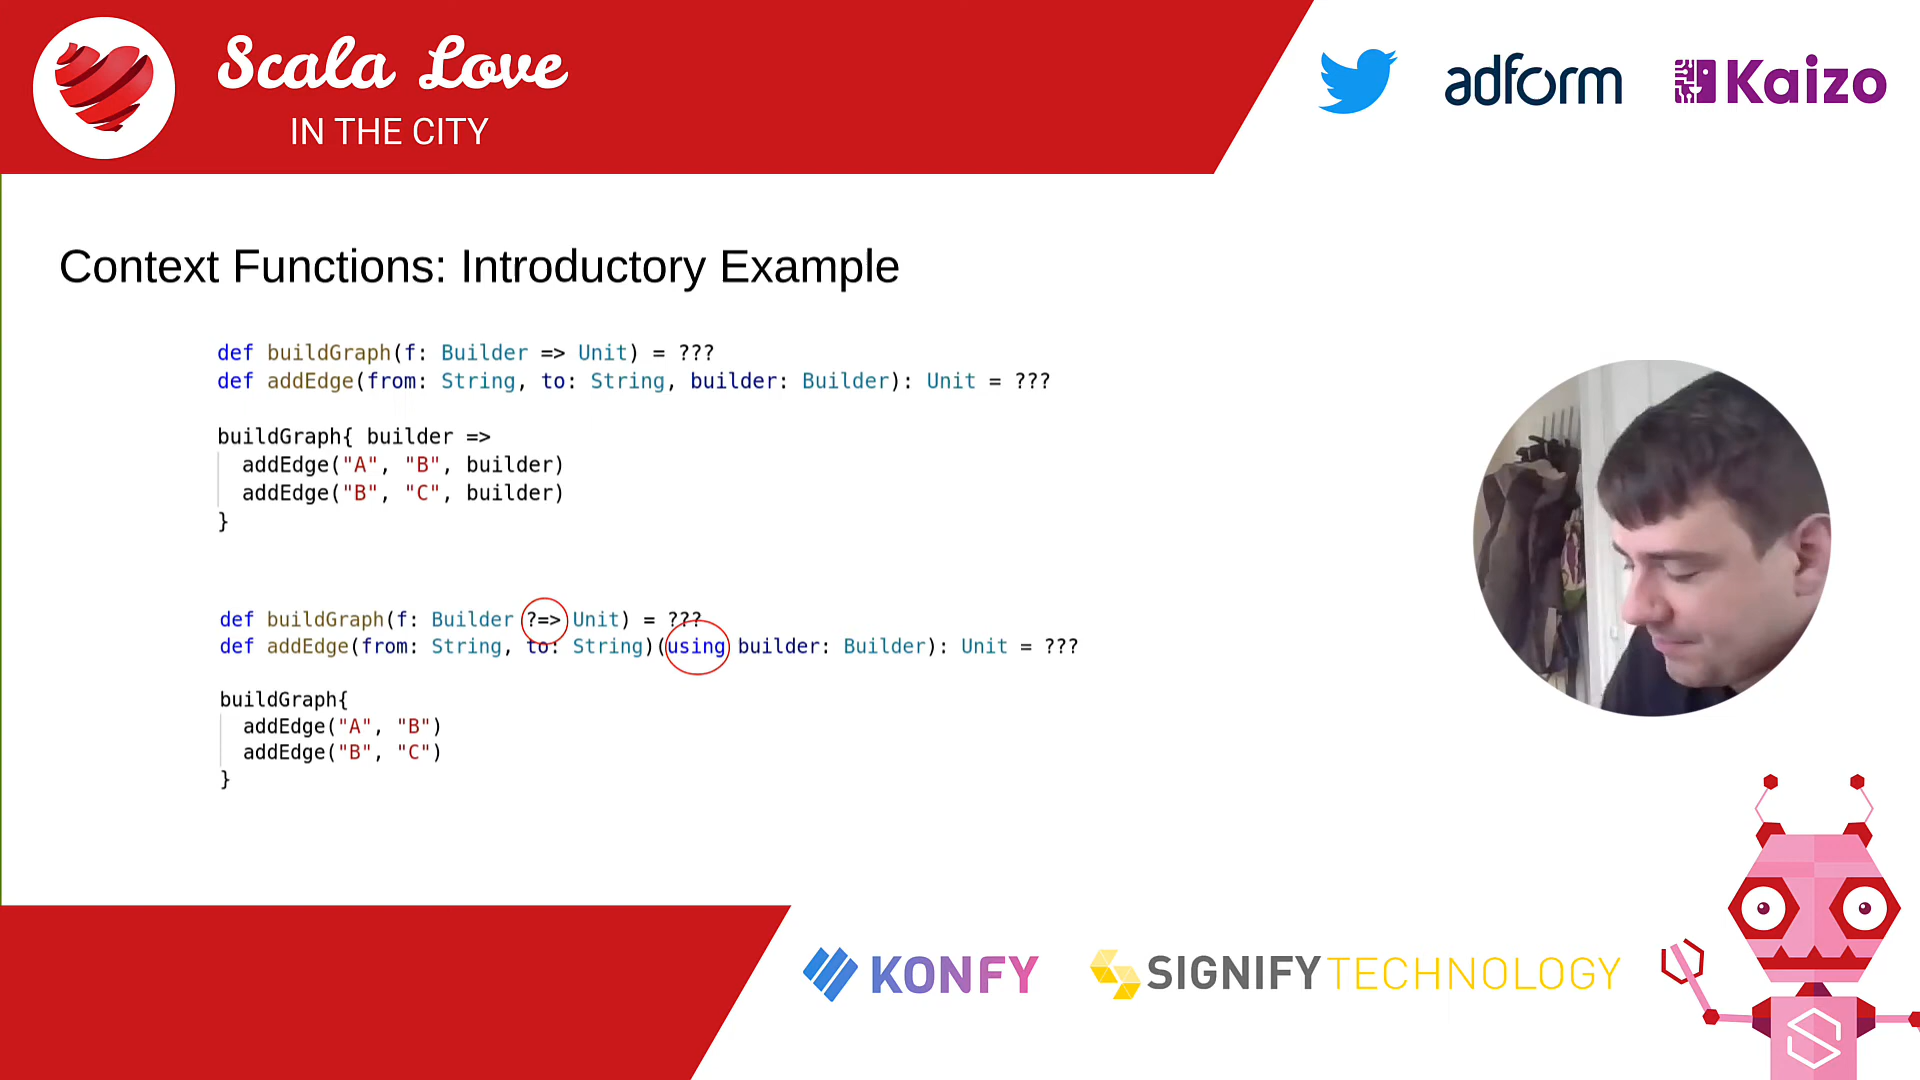 Scala Love
IN THE CITY
adform
Kaizo
Context Functions: Introductory Example
def buildGraph(f: Builder => Unit) = ???
def addEdge(from: String, to: String, builder: Builder): Unit = ???
buildGraph{ builder =>
addEdge("A", "B", builder)
addEdge("B", "C", builder)
}
def buildGraph(f: Builder ?=> Unit) = ???
def addEdge(from: String, to: String)(using builder: Builder): Unit = ???
buildGraph{
addEdge("A", "B")
addEdge("B", "C")
}
KONFY
SIGNIFYTECHNOLOGY